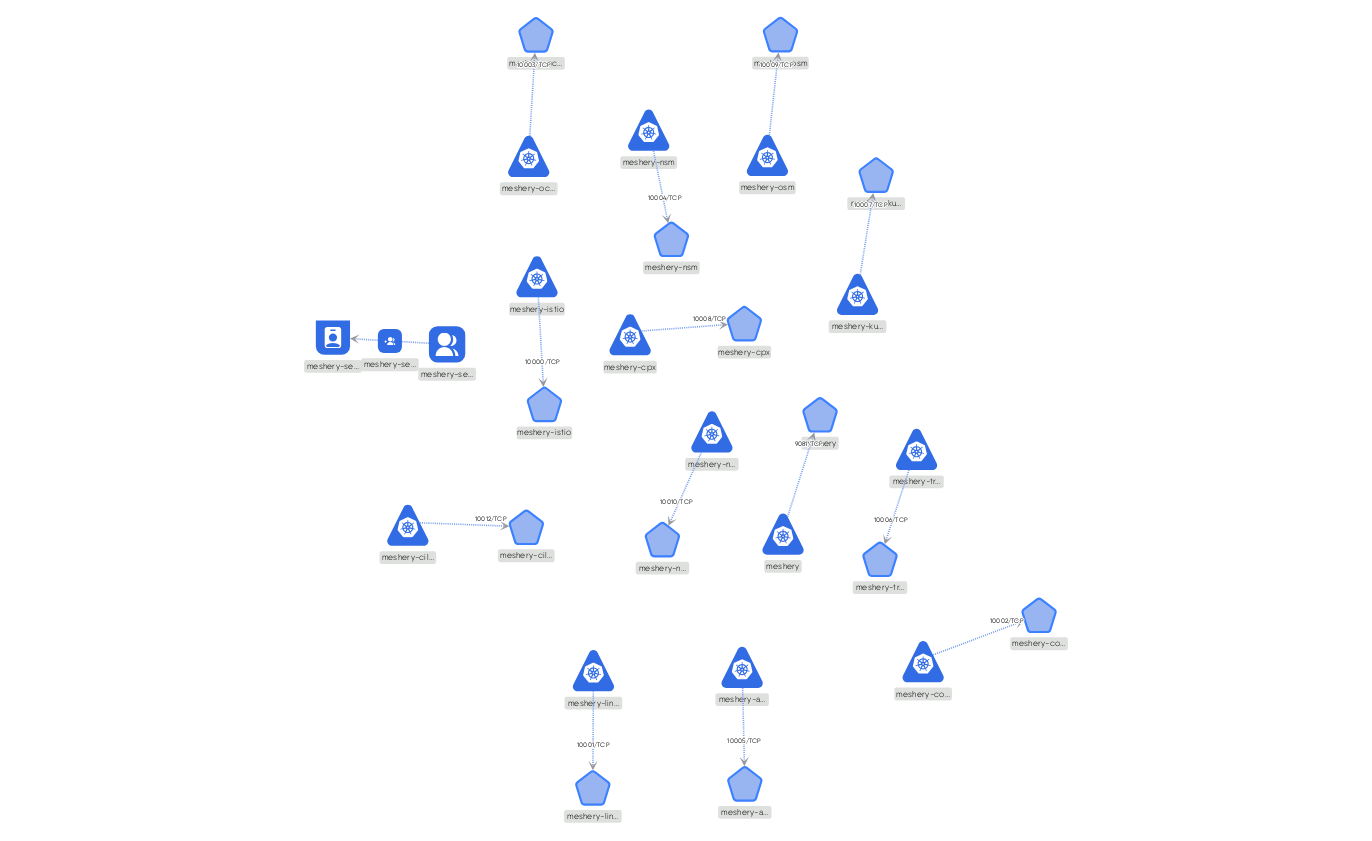 10003/TCP
10009/TCP
meshery-nsm
meshery-oc...
meshery-osm
10004/TCP
10007/TCP
meshery-nsm
meshery-istio
10008/TCP
meshery-ku...
meshery-cpx
10000/TCP
meshery-se...
meshery-se...
meshery-se...
meshery-cpx
meshery-istio
9081/TCP
meshery-n...
meshery-tr...
10010/TCP
10012/TCP
10006/TCP
meshery-cil...
meshery-cil...
meshery-n...
meshery
meshery-tr...
10002/TCP
meshery-co...
meshery-co...
meshery-lin...
meshery-a...
10001/TCP
10005/TCP
meshery-lin...
meshery-a...